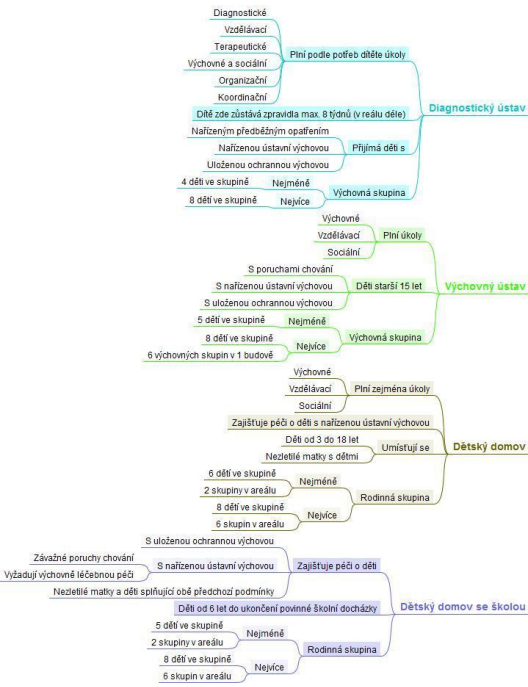 Diagnostické
Vzdělávací
Terapeutické
Plní podle potřeb dítěte úkoly
Výchovné a sociální
Organizační
Koordinační
Diagnostický ústav
Dítě zde zůstává zpravidla max. 8 týdnů (v reálu déle)
Nařízeným předběžným opatřením
Nařízenou ústavní výchovou
Přijímá děti s
Uloženou ochrannou výchovou
4 děti ve skupině
Nejméně
Výchovná skupina
8 dětí ve skupině
Nejvíce
Výchovné
Vzdělávací
Plní úkoly
Sociální
S poruchami chování
S nařízenou ústavní výchovou
Děti starší 15 let
Výchovný ústav
S uloženou ochrannou výchovou
5 dětí ve skupině
Nejméně
Výchovná skupina
8 dětí ve skupině
Nejvíce
6 výchovných skupin v 1 budově
Výchovné
Vzdělávací
Plní zejména úkoly
Sociální
Zajišťuje péči o děti s nařízenou ústavní výchovou
Děti od 3 do 18 let
Umísťují se
Dětský domov
Nezletilé matky s dětmi
6 dětí ve skupině
Nejméně
2 skupiny v areálu
Rodinná skupina
8 dětí ve skupině
Nejvíce
6 skupin v areálu
S uloženou ochrannou výchovou
Závažné poruchy chování
S nařízenou ústavní výchovou
Zajišťuje péči o děti
Vyžadují výchovně léčebnou péči
Nezletilé matky a děti splňující obě předchozí podmínky
Děti od 6 let do ukončení povinné školní docházky
Dětský domov se školou
5 dětí ve skupině
Nejméně
2 skupiny v areálu
Rodinná skupina
8 dětí ve skupině
Nejvíce
6 skupin v areálu